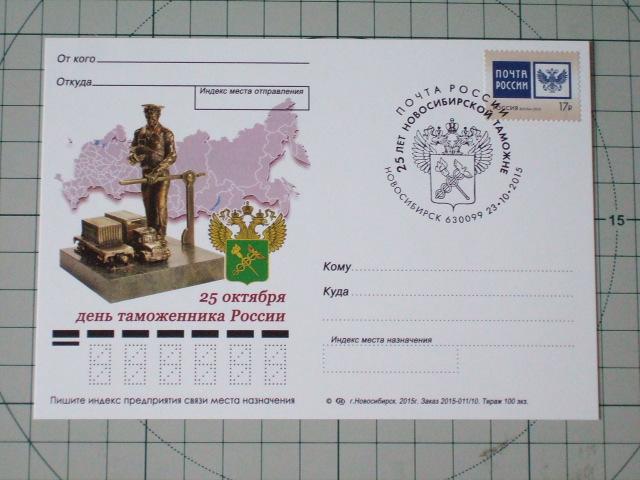 От кого
Откуда
Индекс места отправления
ПОЧТА РОССИИ
РОССИЯ
17р
ПОЧТА РОССИИ
25 ЛЕТ НОВОСИБИРСКОЙ ТАМОЖНЕ
НОВОСИБИРСК 630099 23-10-2015
15
Кому
Куда
25 октября
день таможенника России
Индекс места назначения
Пишите индекс предприятия связи места назначения
© г.Новосибирск. 2015г. Заказ 2015-011/10. Тираж 100 экз.